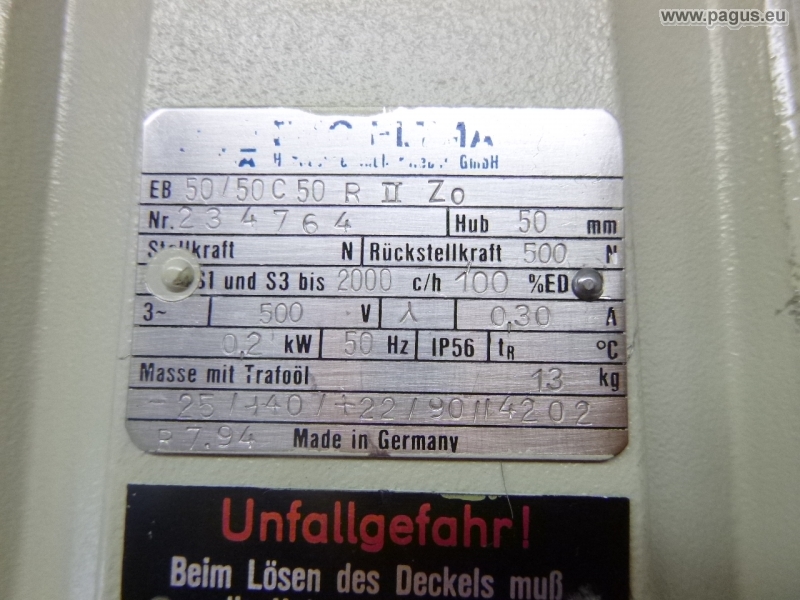 www.pagus.eu
GmbH
EB 50/50 C 50 R II Zo
Nr. 234764 Hub 50 mm
Stellkraft N Rückstellkraft 500 N
S1 und S3 bis 2000 c/h 100 %ED
3~ 500 V 0,30 A
0,2 kW 50 Hz IP56 tR °C
Masse mit Trafoöl 13 kg
-25/+40/+22/90// 4202
R 7.94 Made in Germany
Unfallgefahr!
Beim Lösen des Deckels muß